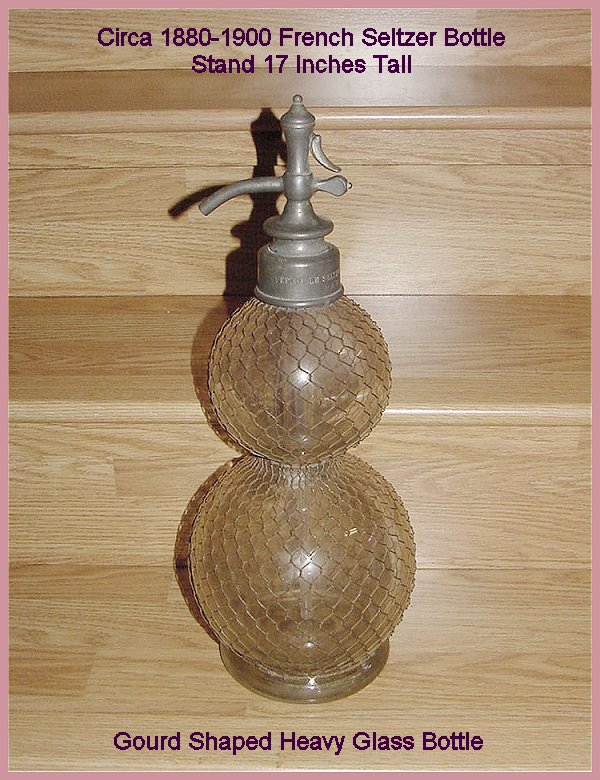 Circa 1880-1900 French Seltzer Bottle
Stand 17 Inches Tall
Gourd Shaped Heavy Glass Bottle